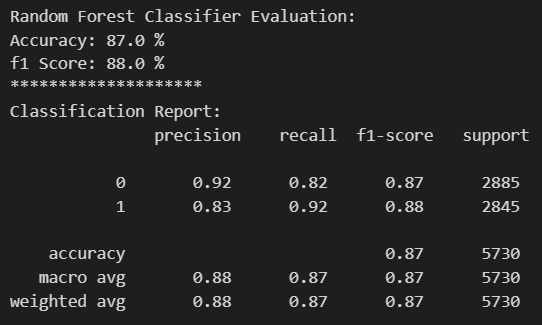 Random Forest Classifier Evaluation:
Accuracy: 87.0 %
f1 Score: 88.0 %
********************
Classification Report:
precision recall f1-score support
0 0.92 0.82 0.87 2885
1 0.83 0.92 0.88 2845
accuracy 0.87 5730
macro avg 0.88 0.87 0.87 5730
weighted avg 0.88 0.87 0.87 5730